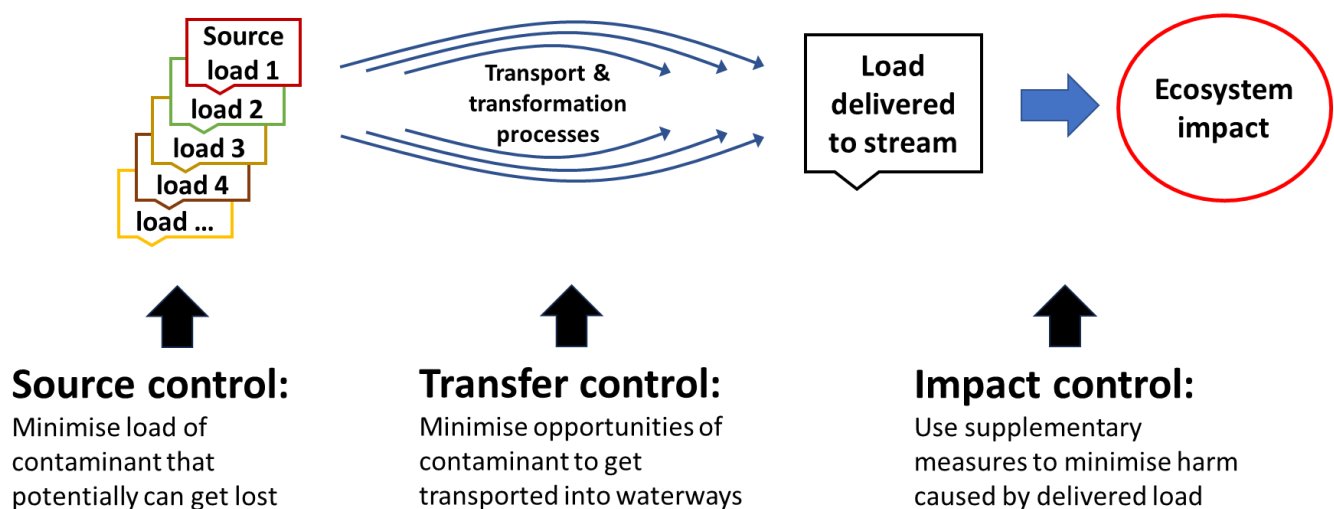 Source
load 1
load 2
load 3
load 4
load ...
Transport &
transformation
processes
Load
delivered
to stream
Ecosystem
impact
Source control:
Minimise load of
contaminant that
potentially can get lost
Transfer control:
Minimise opportunities of
contaminant to get
transported into waterways
Impact control:
Use supplementary
measures to minimise harm
caused by delivered load